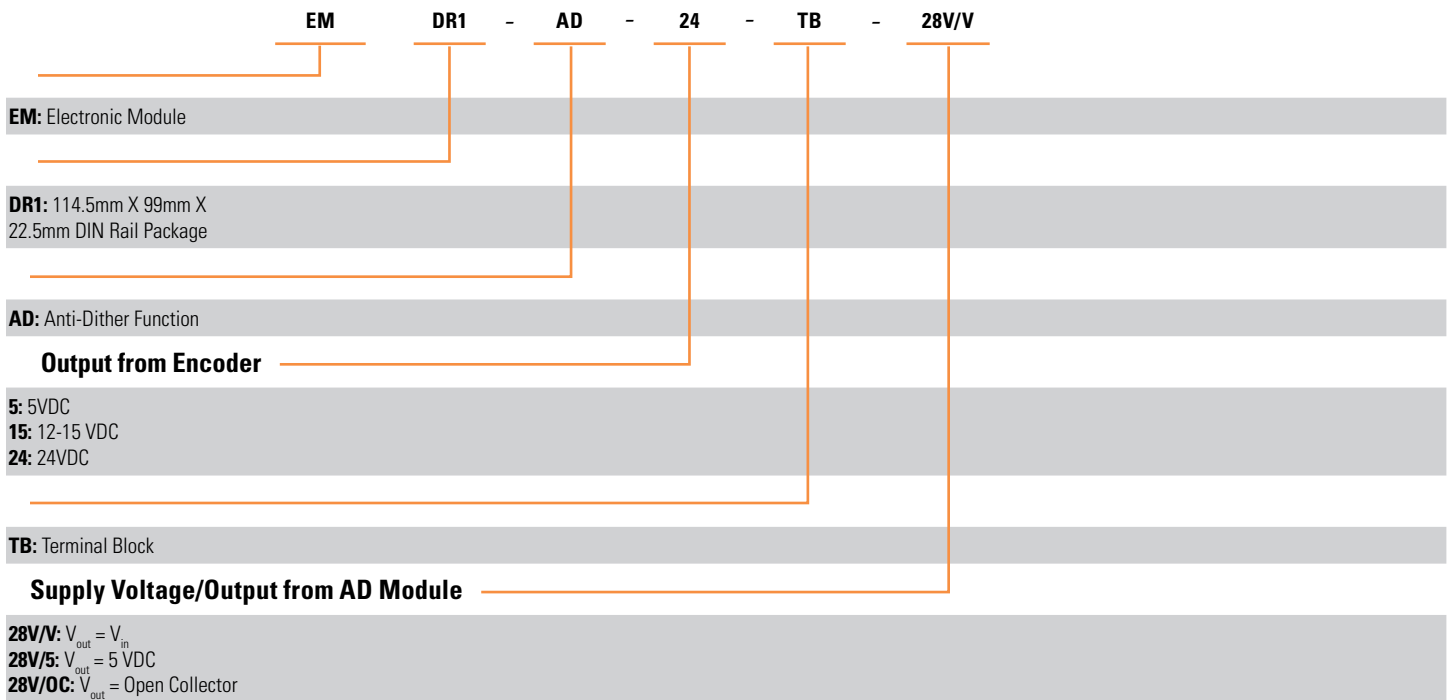 EM DR1 – AD – 24 – TB – 28V/V
EM: Electronic Module
DR1: 114.5mm X 99mm X
22.5mm DIN Rail Package
AD: Anti-Dither Function
Output from Encoder
5: 5VDC
15: 12-15 VDC
24: 24VDC
TB: Terminal Block
Supply Voltage/Output from AD Module
28V/V: Vout = Vin
28V/5: Vout = 5 VDC
28V/OC: Vout = Open Collector